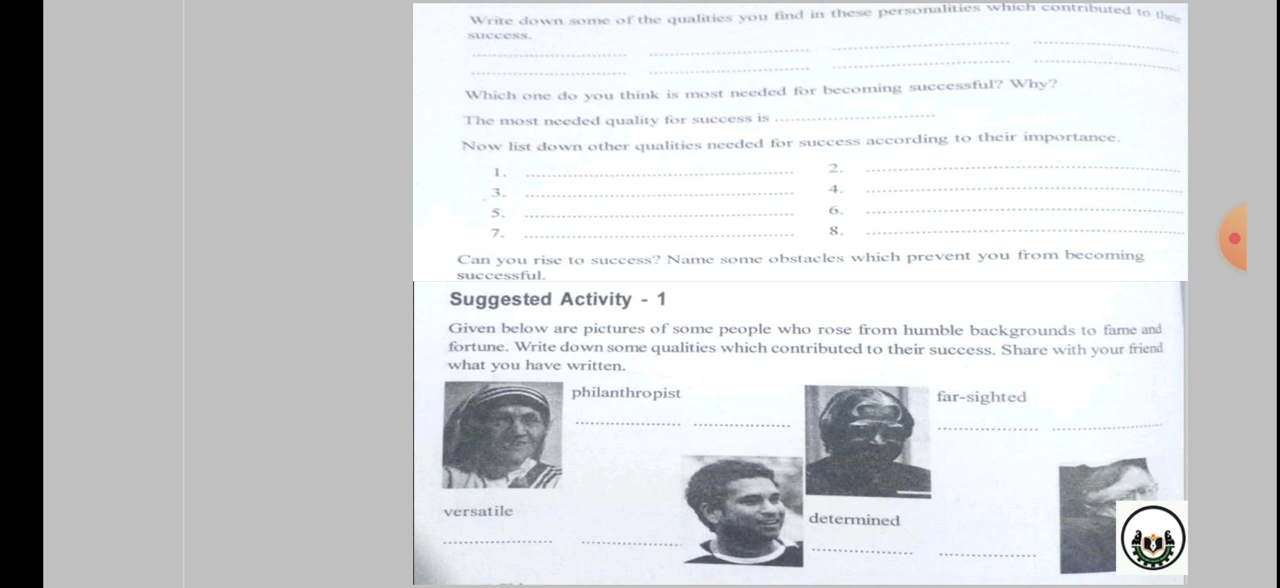 Write down some of the qualities you find in these personalities which contributed to their
success.
Which one do you think is most needed for becoming successful? Why?
The most needed quality for success is ........................................
Now list down other qualities needed for success according to their importance.
1. ........................................ 2. ........................................
3. ........................................ 4. ........................................
5. ........................................ 6. ........................................
7. ........................................ 8. ........................................
Can you rise to success? Name some obstacles which prevent you from becoming
successful.
Suggested Activity - 1
Given below are pictures of some people who rose from humble backgrounds to fame and
fortune. Write down some qualities which contributed to their success. Share with your friend
what you have written.
philanthropist
far-sighted
versatile
determined